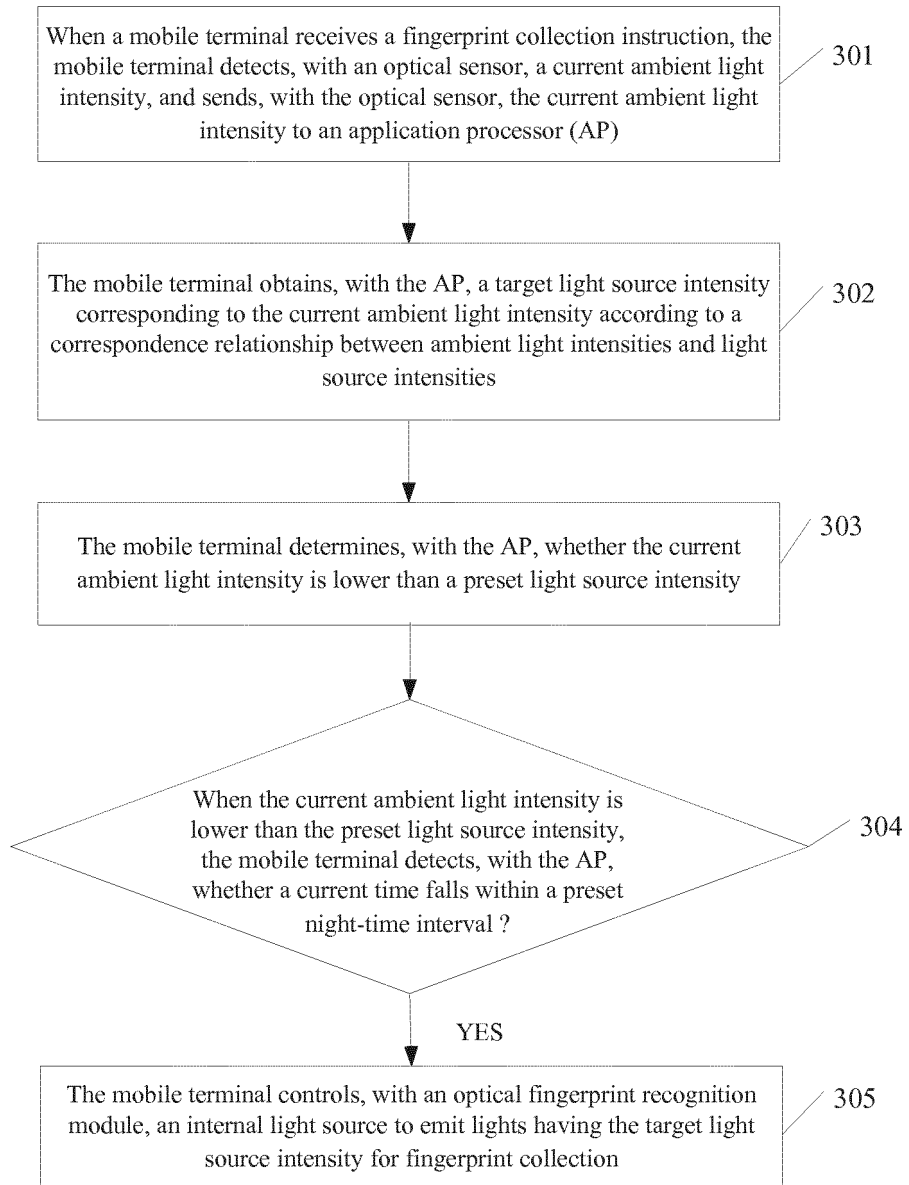 When a mobile terminal receives a fingerprint collection instruction, the
mobile terminal detects, with an optical sensor, a current ambient light
intensity, and sends, with the optical sensor, the current ambient light
intensity to an application processor (AP)
301
The mobile terminal obtains, with the AP, a target light source intensity
corresponding to the current ambient light intensity according to a
correspondence relationship between ambient light intensities and light
source intensities
302
The mobile terminal determines, with the AP, whether the current
ambient light intensity is lower than a preset light source intensity
303
When the current ambient light intensity is
lower than the preset light source intensity,
the mobile terminal detects, with the AP,
whether a current time falls within a preset
night-time interval ?
304
YES
The mobile terminal controls, with an optical fingerprint recognition
module, an internal light source to emit lights having the target light
source intensity for fingerprint collection
305